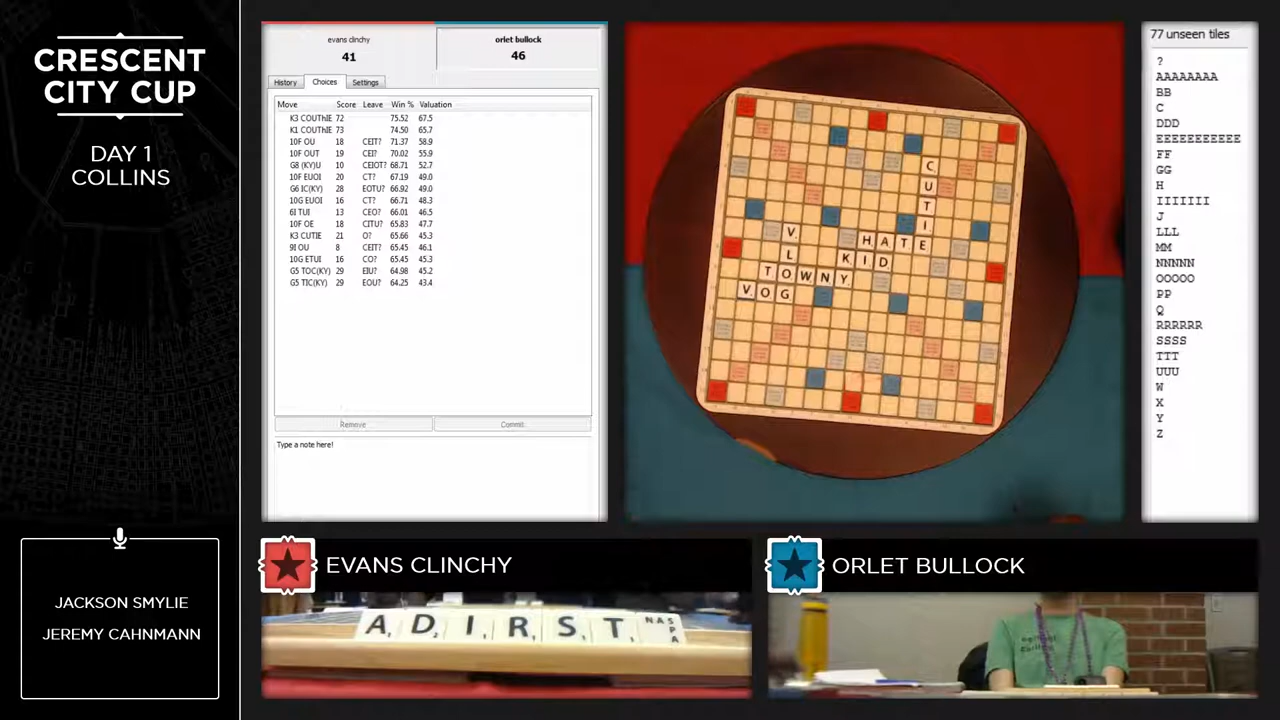 CRESCENT
CITY CUP
DAY 1
COLLINS
JACKSON SMYLIE
JEREMY CAHNMANN
evans clinchy
41
orlet bullock
46
History Choices Settings
Move Score Leave Win % Valuation
K3 COUThIE 72 75.52 67.5
K1 COUThIE 73 74.50 65.7
10F OU 18 CEIT? 71.37 58.9
10F OUT 19 CEI? 70.02 55.9
G8 (KY)U 10 CEIOT? 68.71 52.7
10F EUOI 20 CT? 67.19 49.0
G6 IC(KY) 28 EOTU? 66.92 49.0
10G EUOI 16 CT? 66.71 48.3
6I TUI 13 CEO? 66.01 46.5
10F OE 18 CITU? 65.83 47.7
K3 CUTIE 21 O? 65.66 45.3
9I OU 8 CEIT? 65.45 46.1
10G ETUI 16 CO? 65.45 45.3
G5 TOC(KY) 29 EIU? 64.98 45.2
G5 TIC(KY) 29 EOU? 64.25 43.4
Remove Commit
Type a note here!
C
U
T
I
HATE
V
KID
L
TOWNY
VOG
77 unseen tiles
?
AAAAAAAA
BB
C
DDD
EEEEEEEEEEE
FF
GG
H
IIIIIII
J
LLL
MM
NNNNN
OOOOO
PP
Q
RRRRRR
SSSS
TTT
UUU
W
X
Y
Z
EVANS CLINCHY
ORLET BULLOCK
A D I R S T
NAS
PA